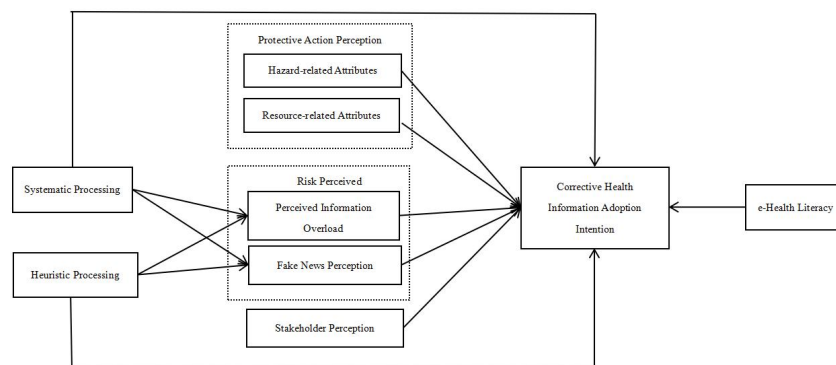 Protective Action Perception
Hazard-related Attributes
Resource-related Attributes
Systematic Processing
Risk Perceived
Perceived Information
Overload
Corrective Health
Information Adoption
Intention
e-Health Literacy
Heuristic Processing
Fake News Perception
Stakeholder Perception